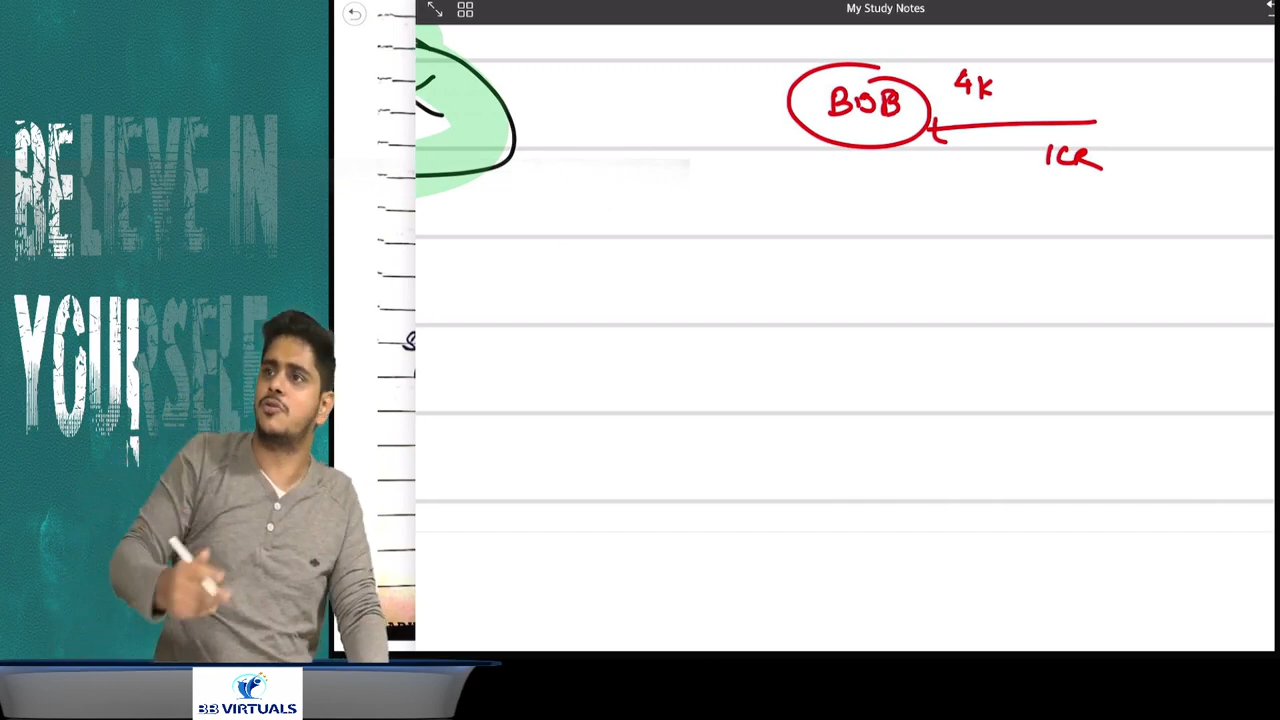 My Study Notes
BELIEVE IN
YOURSELF
BOB
4K
1CR
BB VIRTUALS